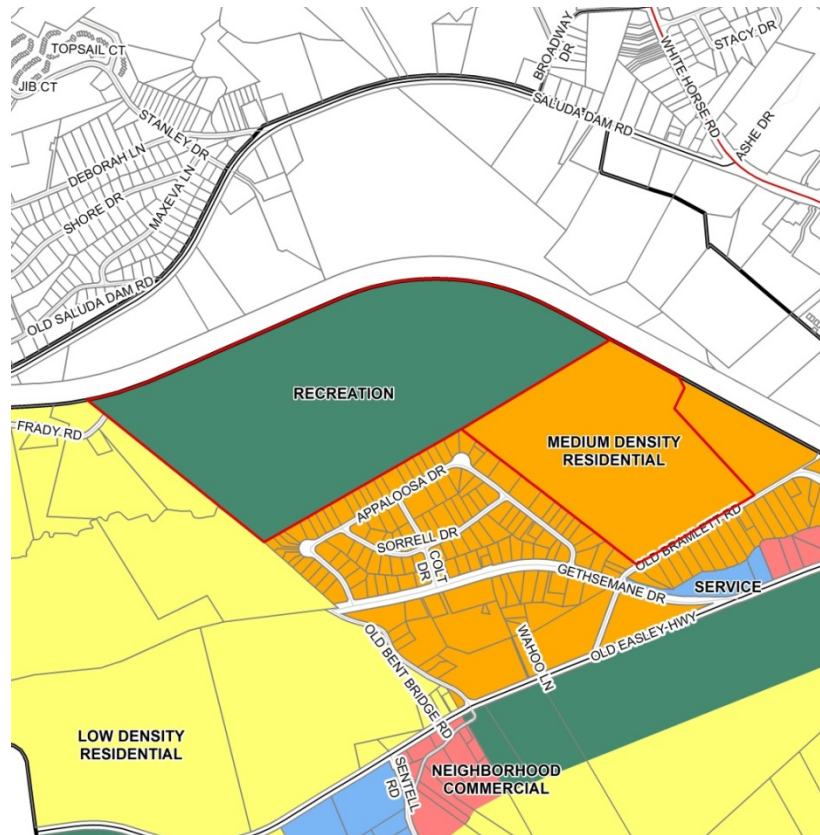 TOPSAIL CT
JIB CT
STANLEY DR
DEBORAH LN
SHORE DR
MAXEVA LN
OLD SALUDA DAM RD
BROADWAY
DR
SALUDA DAM RD
WHITE HORSE RD
STACY DR
ASHE DR
RECREATION
FRADY RD
MEDIUM DENSITY
RESIDENTIAL
APPALOOSA DR
SORRELL DR
COLT
DR
OLD BRAMLETT RD
GETHSEMANE DR
SERVICE
OLD EASLEY HWY
WAHOO LN
OLD BENT BRIDGE RD
LOW DENSITY
RESIDENTIAL
NEIGHBORHOOD
COMMERCIAL
SENTELL
RD